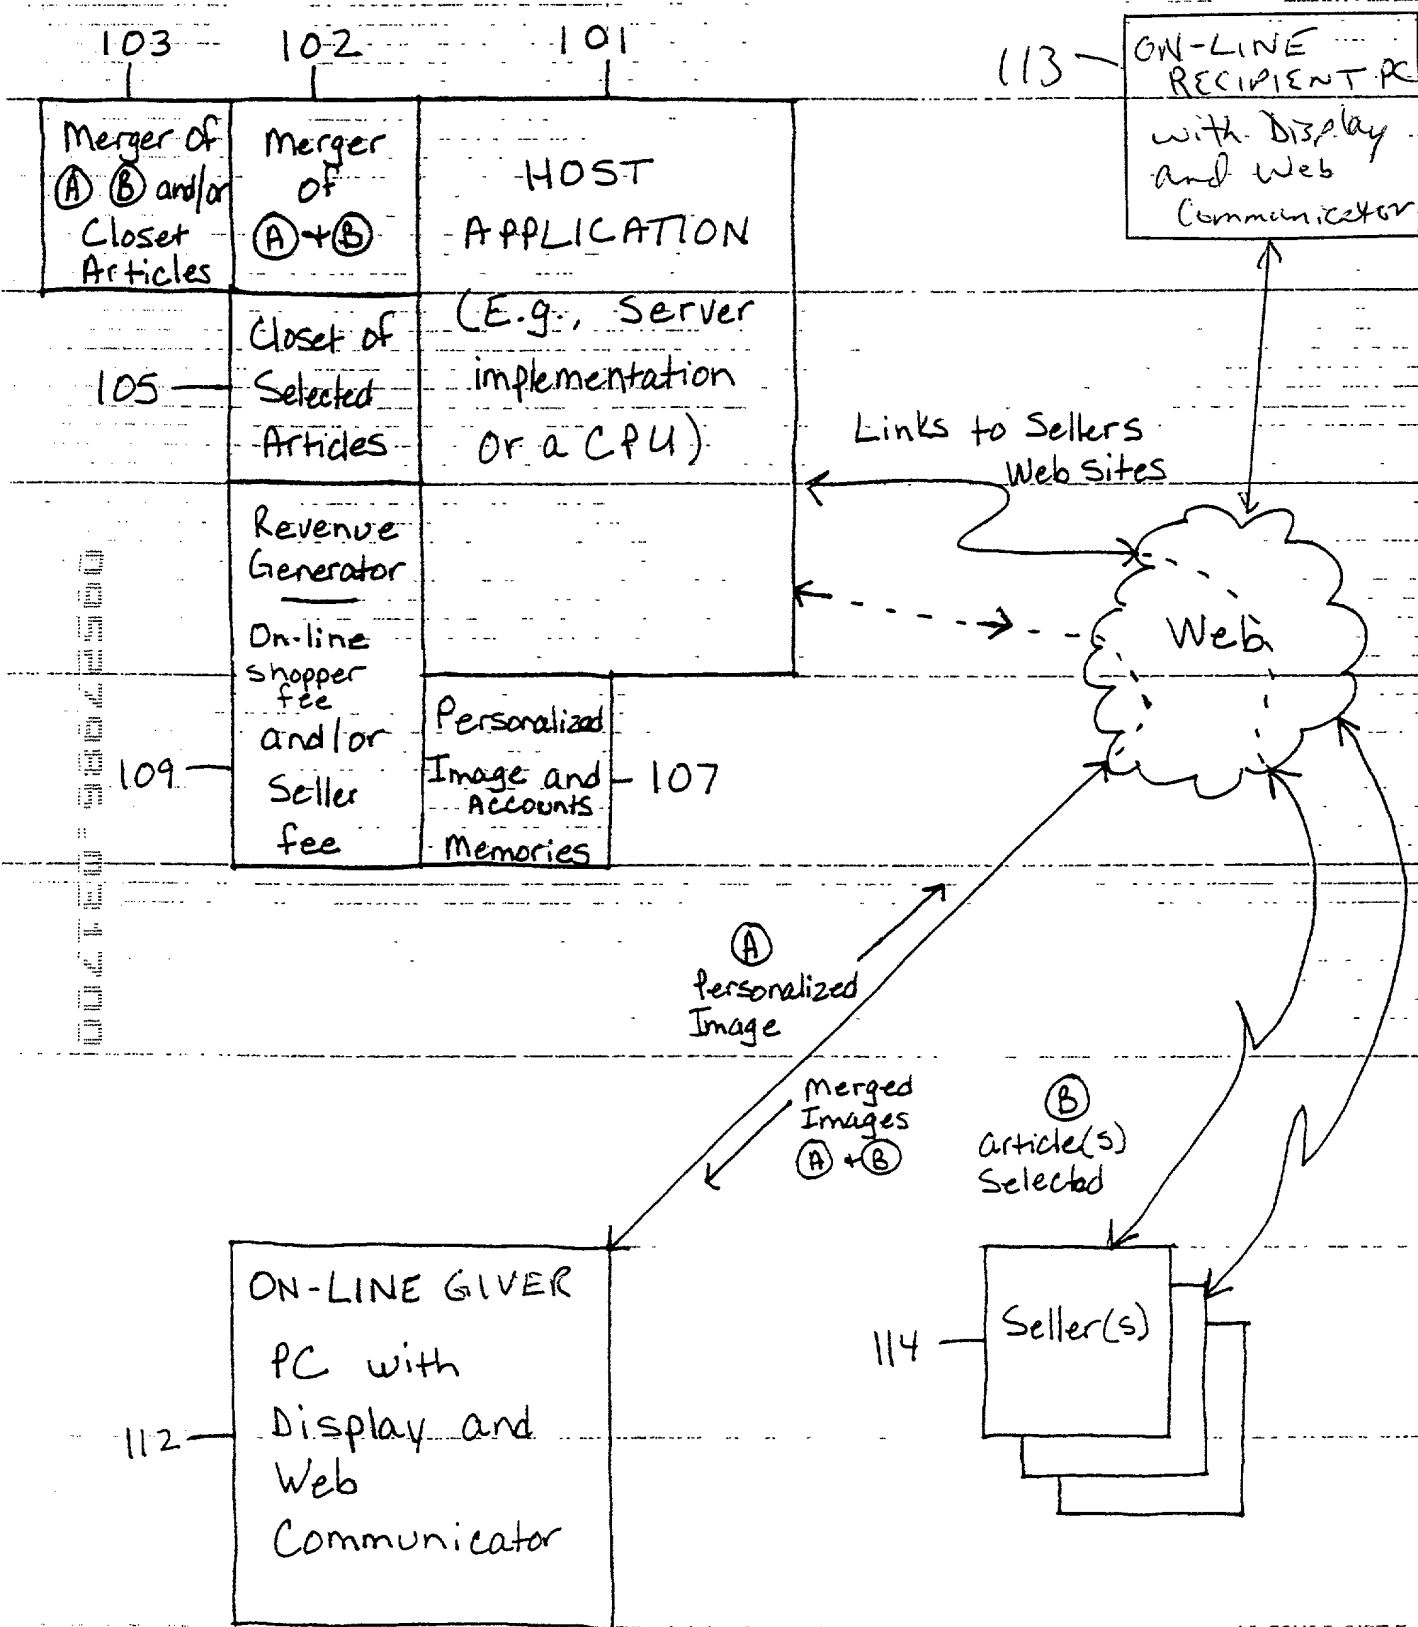 103
102
101
113
ON-LINE
RECIPIENT PC
with Display
and Web
Communicator
Merger of
Ⓐ Ⓑ and/or
Closet
Articles
Merger
of
Ⓐ+Ⓑ
HOST
APPLICATION
(E.g., Server
implementation
or a CPU)
105
Closet of
Selected
Articles
Links to Sellers
Web Sites
Revenue
Generator
On-line
shopper
fee
and/or
Seller
fee
109
Personalized
Image and
Accounts
Memories
107
Web
Ⓐ
Personalized
Image
Merged
Images
Ⓐ+Ⓑ
Ⓑ
article(s)
Selected
ON-LINE GIVER
PC with
Display and
Web
Communicator
112
Seller(s)
114